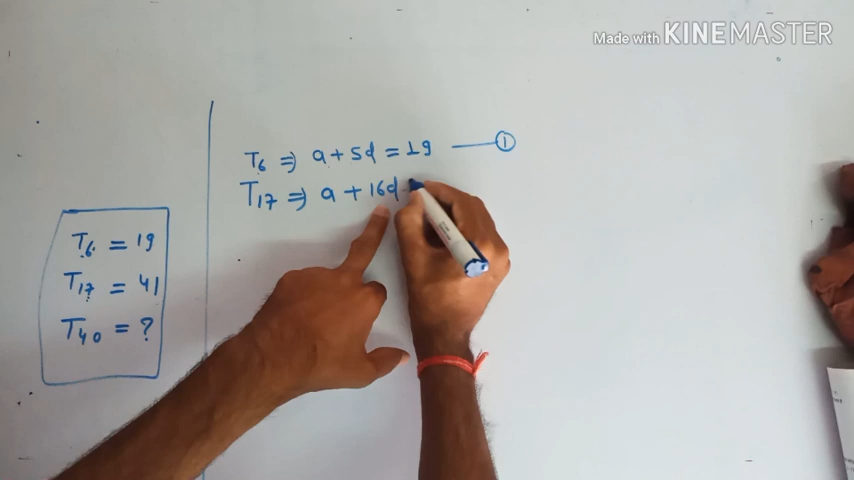 Made with KINEMASTER
T₆ ⇒ a + 5d = 19 —— ①
T₁₇ ⇒ a + 16d
T₆ = 19
T₁₇ = 41
T₄₀ = ?